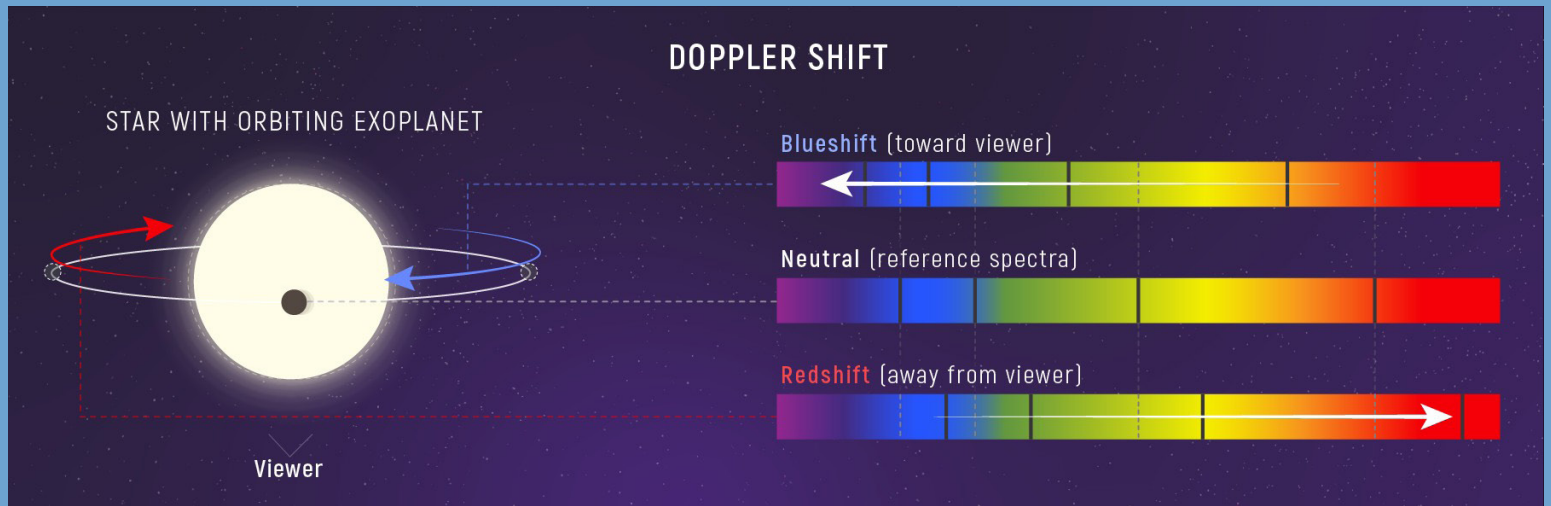 DOPPLER SHIFT
STAR WITH ORBITING EXOPLANET
Blueshift (toward viewer)
Neutral (reference spectra)
Redshift (away from viewer)
Viewer